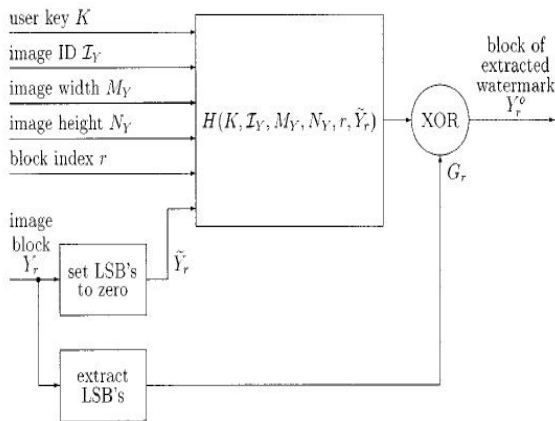 user key K
image ID 𝓘_Y
image width M_Y
image height N_Y
block index r
H(K, 𝓘_Y, M_Y, N_Y, r, Ỹ_r)
block of
extracted
watermark
Y_r^o
XOR
G_r
image
block
Y_r
set LSB's
to zero
Ỹ_r
extract
LSB's